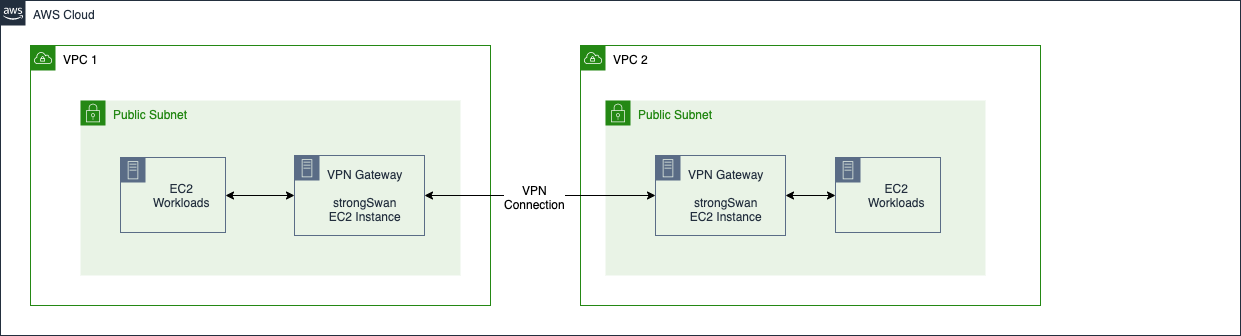 aws
AWS Cloud
VPC 1
Public Subnet
EC2
Workloads
VPN Gateway
strongSwan
EC2 Instance
VPN
Connection
VPC 2
Public Subnet
VPN Gateway
strongSwan
EC2 Instance
EC2
Workloads